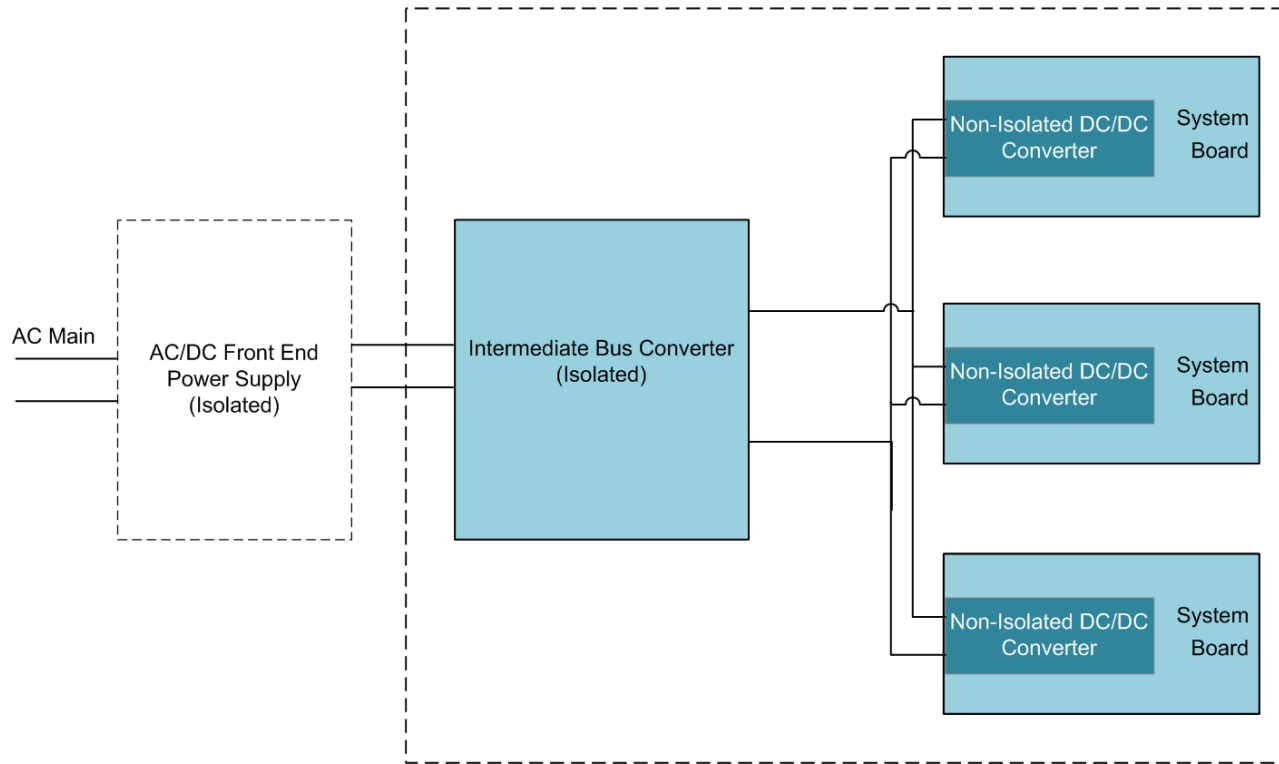 AC Main
AC/DC Front End
Power Supply
(Isolated)
Intermediate Bus Converter
(Isolated)
Non-Isolated DC/DC
Converter
System
Board
Non-Isolated DC/DC
Converter
System
Board
Non-Isolated DC/DC
Converter
System
Board